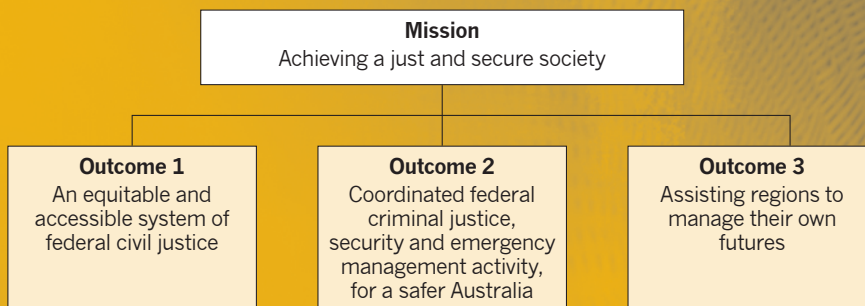 Mission
Achieving a just and secure society
Outcome 1
An equitable and
accessible system of
federal civil justice
Outcome 2
Coordinated federal
criminal justice,
security and emergency
management activity,
for a safer Australia
Outcome 3
Assisting regions to
manage their own
futures